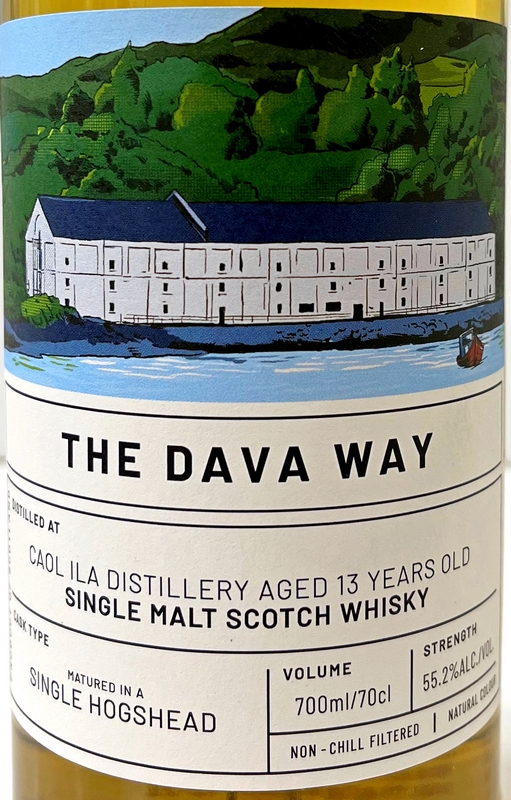 THE DAVA WAY
DISTILLED AT
CAOL ILA DISTILLERY AGED 13 YEARS OLD
SINGLE MALT SCOTCH WHISKY
CASK TYPE
MATURED IN A
SINGLE HOGSHEAD
VOLUME
700ml/70cl
STRENGTH
55.2%ALC./VOL.
NON-CHILL FILTERED | NATURAL COLOUR